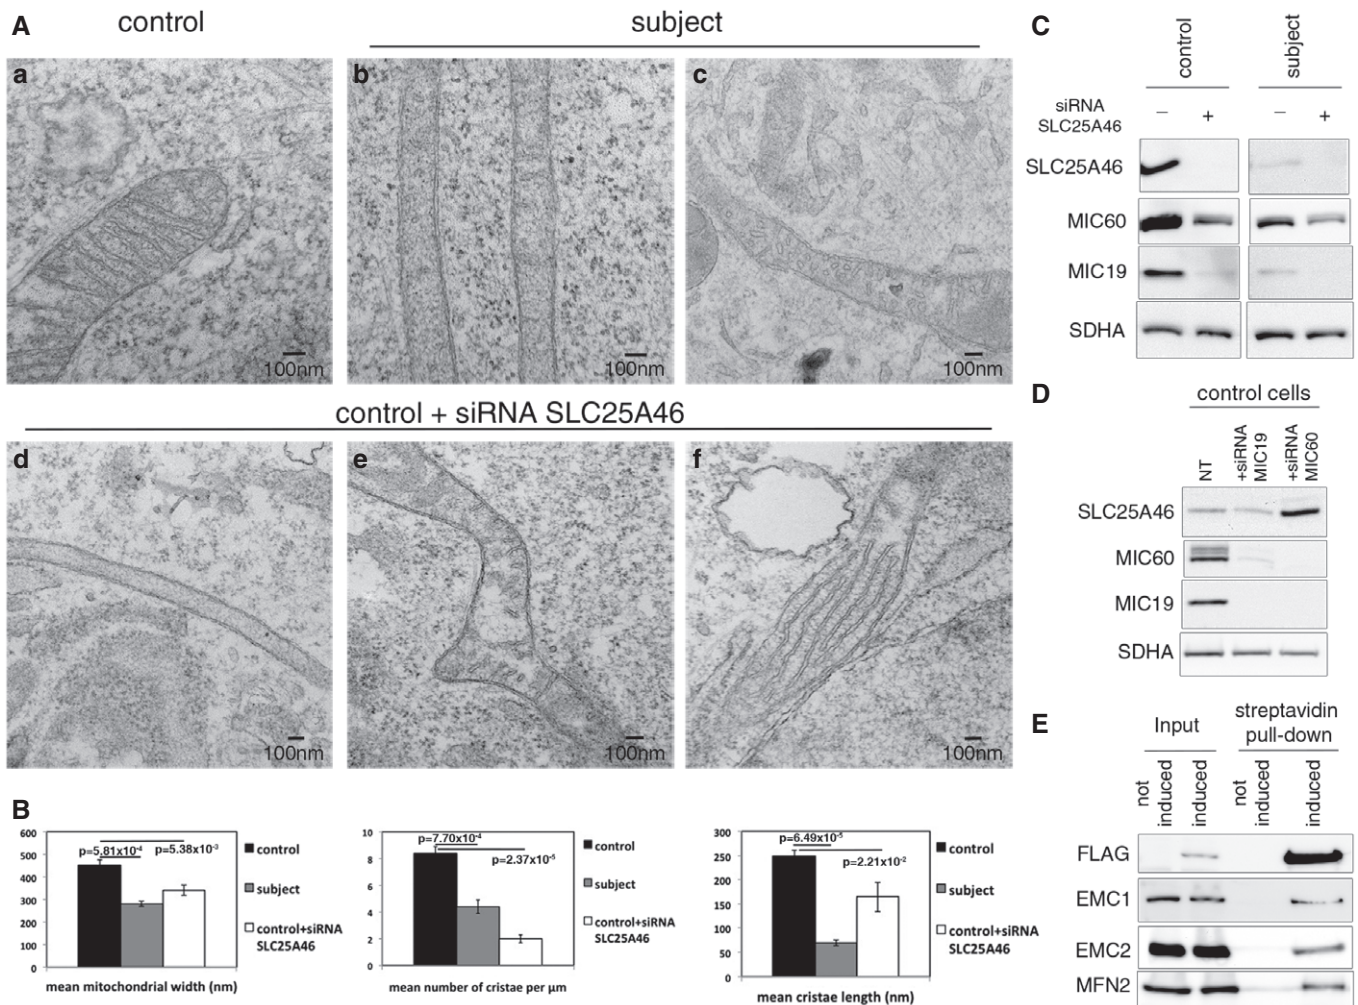 A
control
subject
a
b
c
100nm
100nm
100nm
control + siRNA SLC25A46
d
e
f
100nm
100nm
100nm
B
600
500
400
300
200
100
0
p=5.81x10-4
p=5.38x10-3
control
subject
control+siRNA
SLC25A46
mean mitochondrial width (nm)
10
8
6
4
2
0
p=7.70x10-4
p=2.37x10-5
control
subject
control+siRNA
SLC25A46
mean number of cristae per µm
300
250
200
150
100
50
0
p=6.49x10-5
p=2.21x10-2
control
subject
control+siRNA
SLC25A46
mean cristae length (nm)
C
control
subject
siRNA
SLC25A46
– + – +
SLC25A46
MIC60
MIC19
SDHA
D
control cells
NT
+siRNA
MIC19
+siRNA
MIC60
SLC25A46
MIC60
MIC19
SDHA
E
Input
streptavidin
pull-down
not
induced
induced
not
induced
induced
FLAG
EMC1
EMC2
MFN2